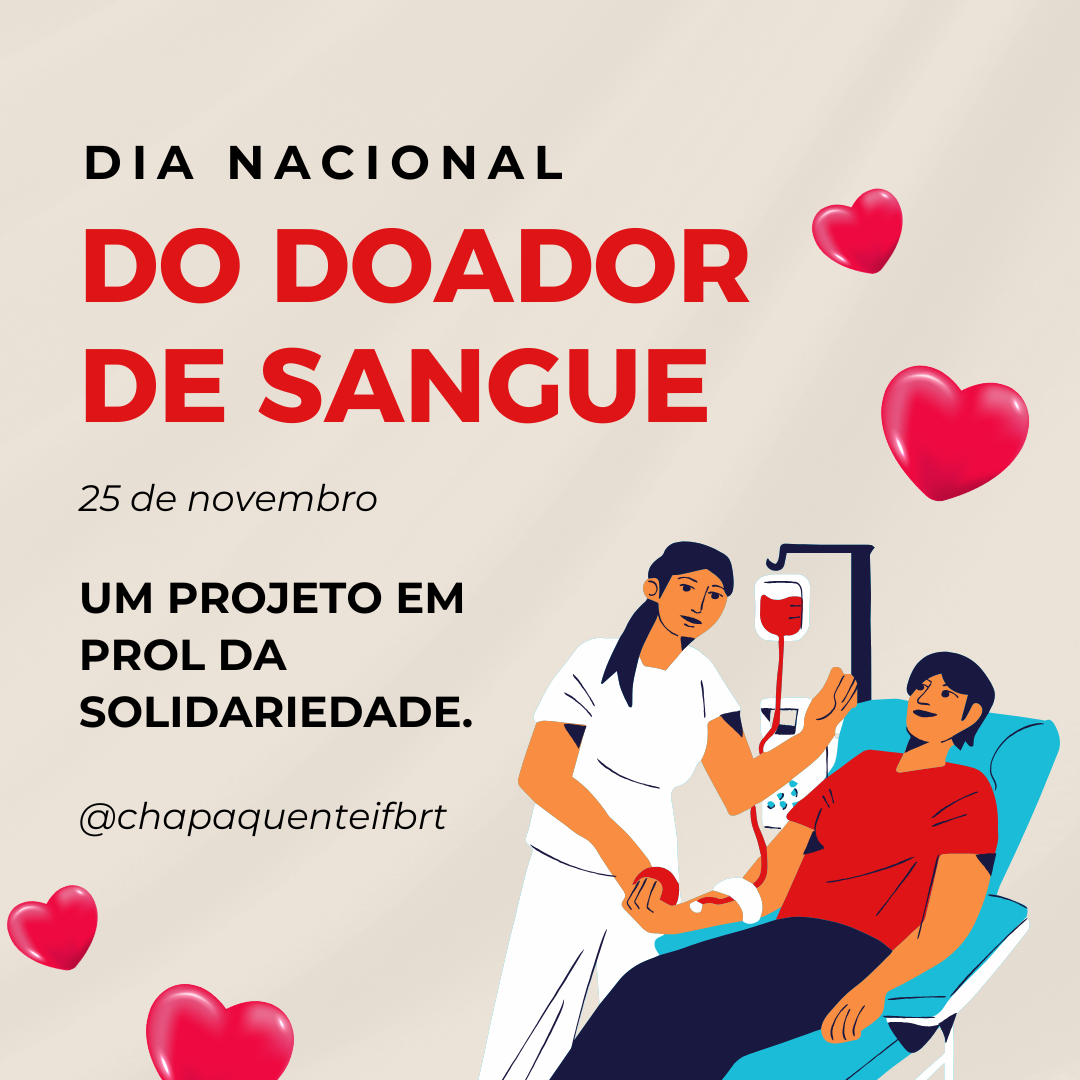 DIA NACIONAL
DO DOADOR
DE SANGUE
25 de novembro
UM PROJETO EM
PROL DA
SOLIDARIEDADE.
@chapaquenteifbrt